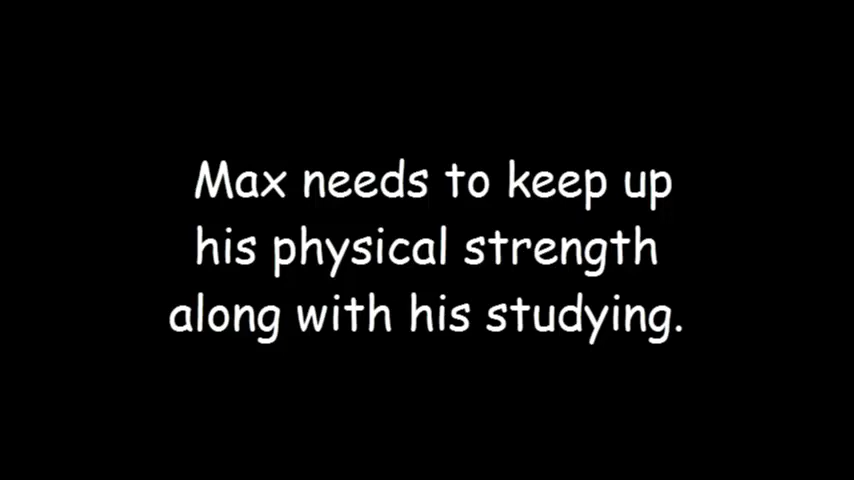 Max needs to keep up
his physical strength
along with his studying.